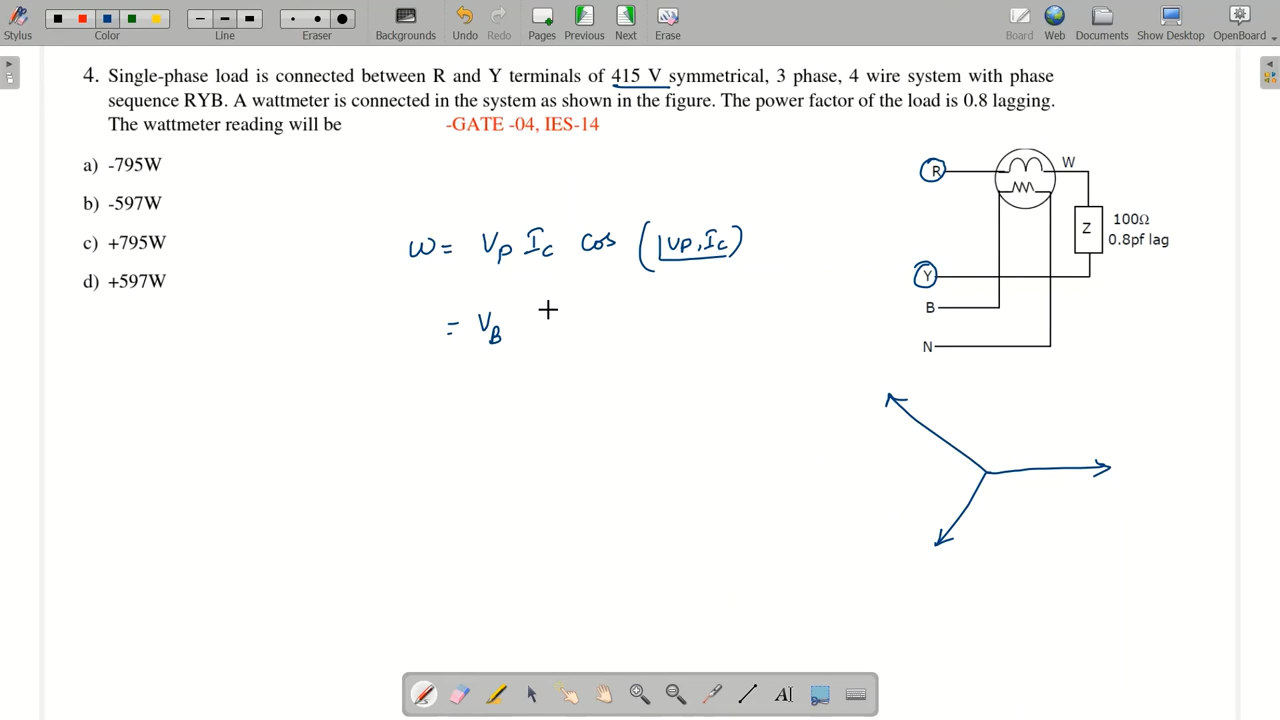 Stylus Color Line Eraser Backgrounds Undo Redo Pages Previous Next Erase Board Web Documents Show Desktop OpenBoard
4. Single-phase load is connected between R and Y terminals of 415 V symmetrical, 3 phase, 4 wire system with phase
sequence RYB. A wattmeter is connected in the system as shown in the figure. The power factor of the load is 0.8 lagging.
The wattmeter reading will be -GATE -04, IES-14
a) -795W
b) -597W
c) +795W
d) +597W
W = VP IC cos (∠VP, IC)
= VB
R
W
Z
100Ω
0.8pf lag
Y
B
N
AI